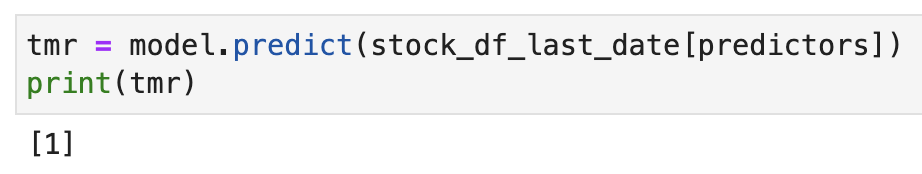 tmr = model.predict(stock_df_last_date[predictors])
print(tmr)
[1]